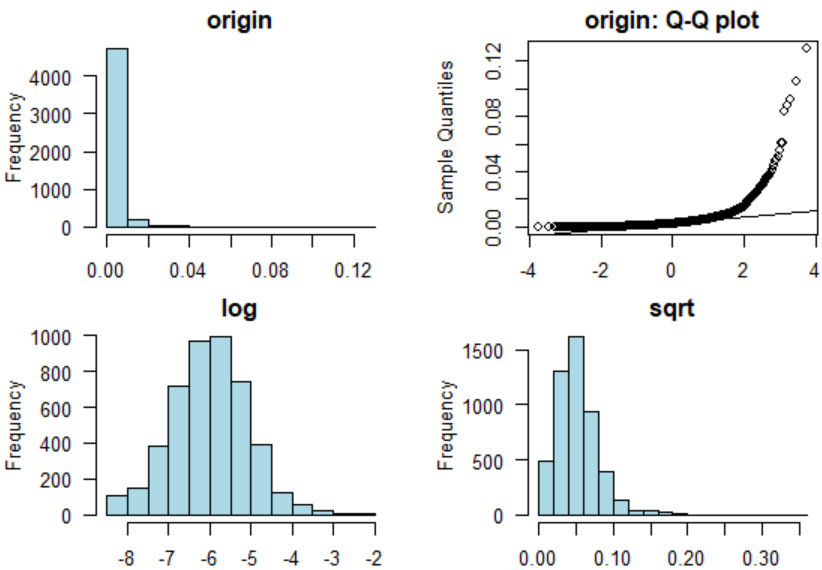 origin
Frequency
4000
3000
2000
1000
0
0.00 0.04 0.08 0.12
origin: Q-Q plot
Sample Quantiles
0.12
0.08
0.04
0.00
-4 -2 0 2 4
log
Frequency
1000
800
600
400
200
0
-8 -7 -6 -5 -4 -3 -2
sqrt
Frequency
1500
1000
500
0
0.00 0.10 0.20 0.30